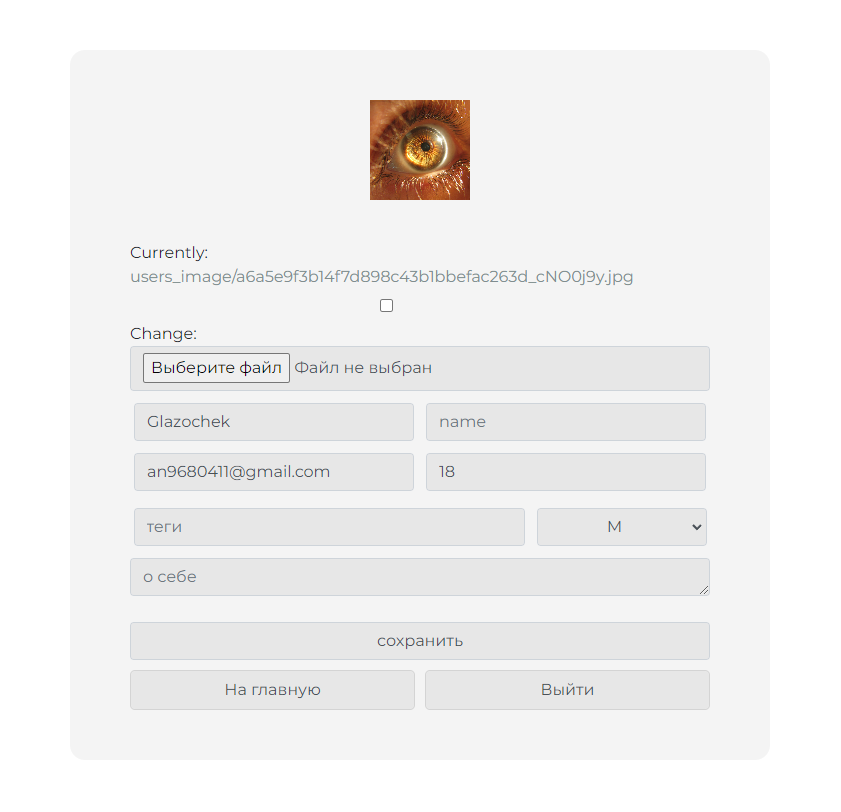 Currently:
users_image/a6a5e9f3b14f7d898c43b1bbefac263d_cNO0j9y.jpg
Change:
Выберите файл Файл не выбран
Glazochek name
an9680411@gmail.com 18
теги М
о себе
сохранить
На главную Выйти